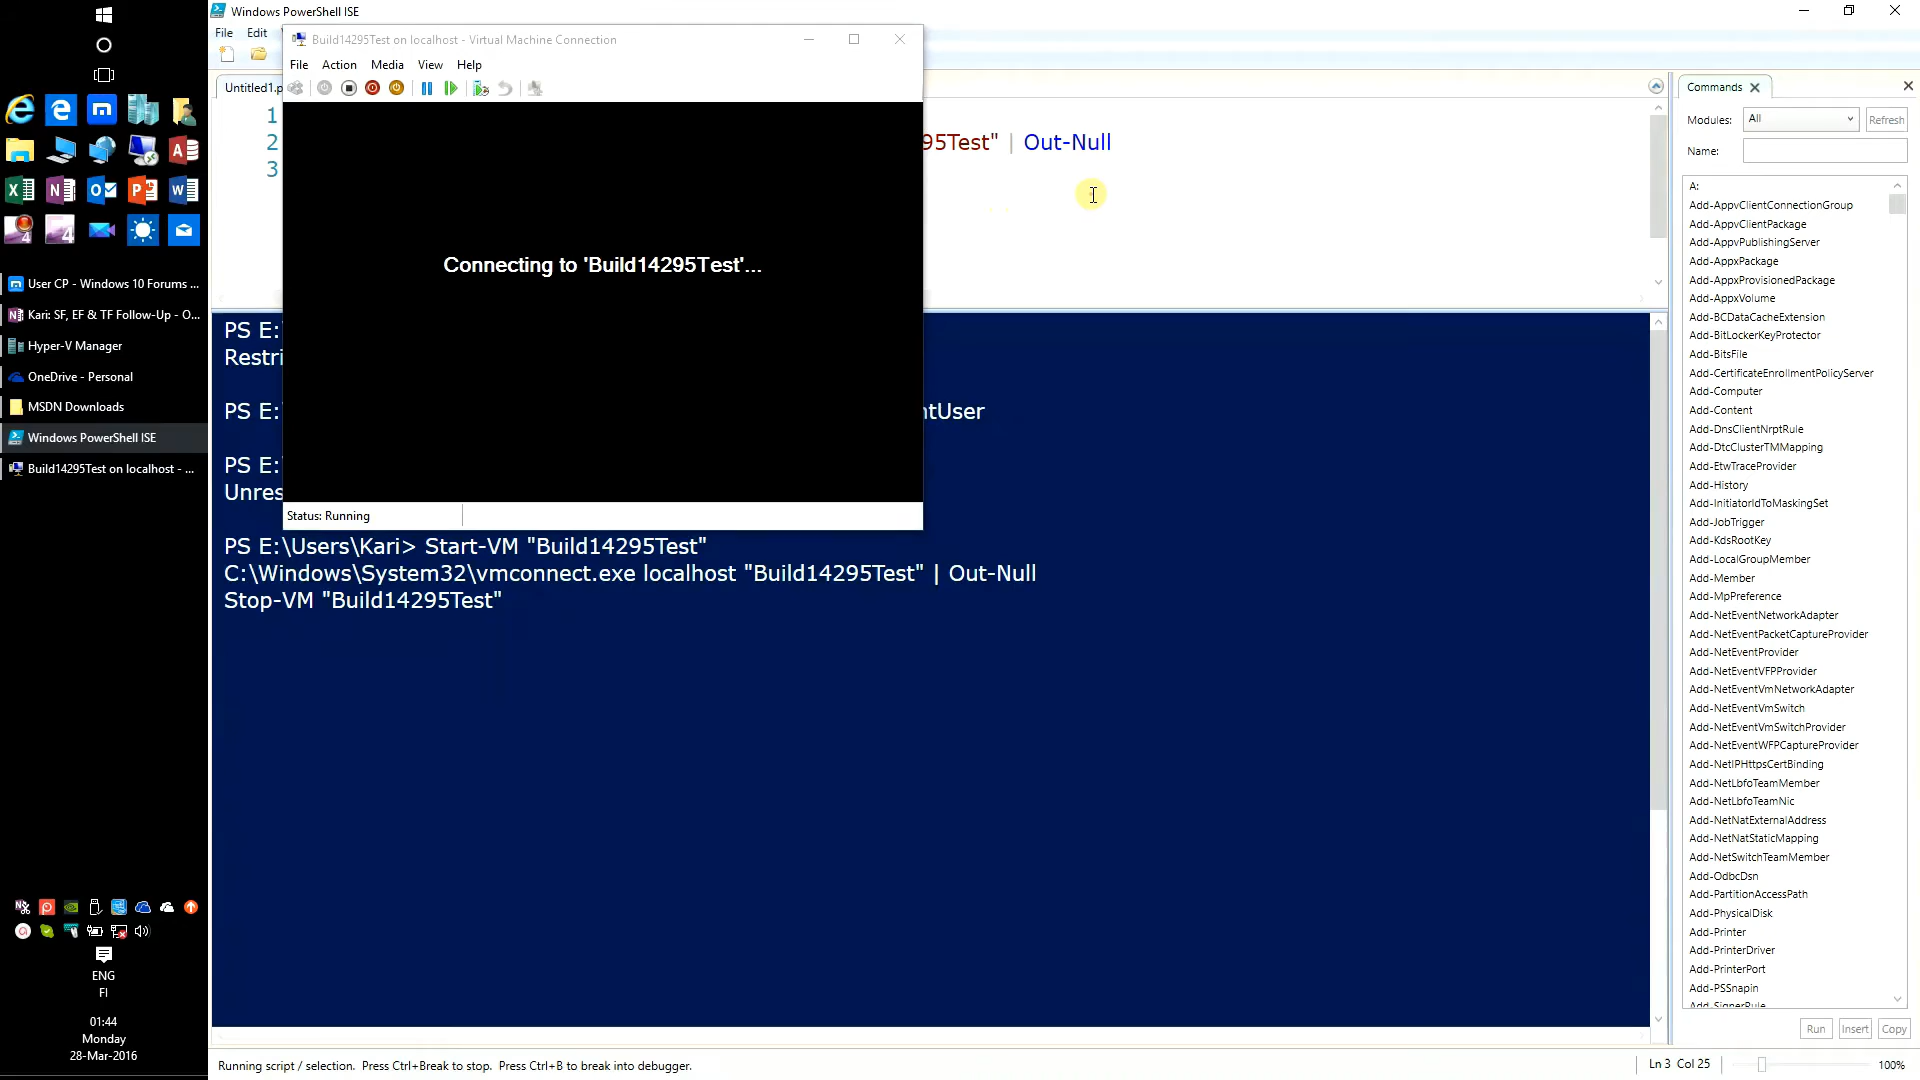 Windows PowerShell ISE
File Edit
Build14295Test on localhost - Virtual Machine Connection
File Action Media View Help
Untitled1.p
1
2 95Test" | Out-Null
3
Connecting to 'Build14295Test'...
Status: Running
PS E:\
Restri
PS E: ntUser
PS E:\
Unres
PS E:\Users\Kari> Start-VM "Build14295Test"
C:\Windows\System32\vmconnect.exe localhost "Build14295Test" | Out-Null
Stop-VM "Build14295Test"
Running script / selection. Press Ctrl+Break to stop. Press Ctrl+B to break into debugger.
Ln 3 Col 25
100%
Commands
Modules: All Refresh
Name:
A:
Add-AppvClientConnectionGroup
Add-AppvClientPackage
Add-AppvPublishingServer
Add-AppxPackage
Add-AppxProvisionedPackage
Add-AppxVolume
Add-BCDataCacheExtension
Add-BitLockerKeyProtector
Add-BitsFile
Add-CertificateEnrollmentPolicyServer
Add-Computer
Add-Content
Add-DnsClientNrptRule
Add-DtcClusterTMMapping
Add-EtwTraceProvider
Add-History
Add-InitiatorIdToMaskingSet
Add-JobTrigger
Add-KdsRootKey
Add-LocalGroupMember
Add-Member
Add-MpPreference
Add-NetEventNetworkAdapter
Add-NetEventPacketCaptureProvider
Add-NetEventProvider
Add-NetEventVFPProvider
Add-NetEventVmNetworkAdapter
Add-NetEventVmSwitch
Add-NetEventVmSwitchProvider
Add-NetEventWFPCaptureProvider
Add-NetIPHttpsCertBinding
Add-NetLbfoTeamMember
Add-NetLbfoTeamNic
Add-NetNatExternalAddress
Add-NetNatStaticMapping
Add-NetSwitchTeamMember
Add-OdbcDsn
Add-PartitionAccessPath
Add-PhysicalDisk
Add-Printer
Add-PrinterDriver
Add-PrinterPort
Add-PSSnapin
Add-SignerRule
Run Insert Copy
User CP - Windows 10 Forums ...
Kari: SF, EF & TF Follow-Up - O...
Hyper-V Manager
OneDrive - Personal
MSDN Downloads
Windows PowerShell ISE
Build14295Test on localhost - ...
ENG
FI
01:44
Monday
28-Mar-2016